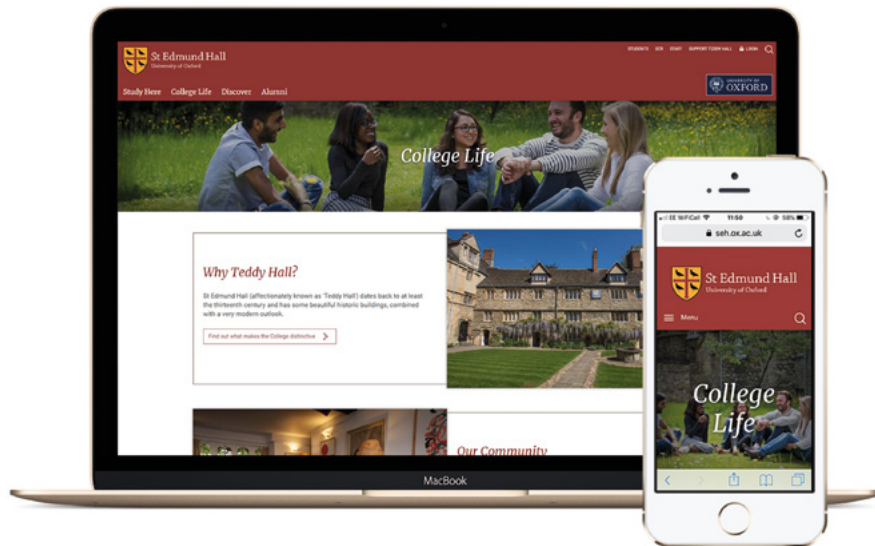 St Edmund Hall
University of Oxford
STUDENTS SCR STAFF SUPPORT TEDDY HALL LOGIN
UNIVERSITY OF
OXFORD
Study Here College Life Discover Alumni
College Life
Why Teddy Hall?
St Edmund Hall (affectionately known as 'Teddy Hall') dates back to at least
the thirteenth century and has some beautiful historic buildings, combined
with a very modern outlook.
Find out what makes the College distinctive
Our Community
MacBook
EE WiFiCall 11:50 58%
seh.ox.ac.uk
St Edmund Hall
University of Oxford
Menu
College
Life